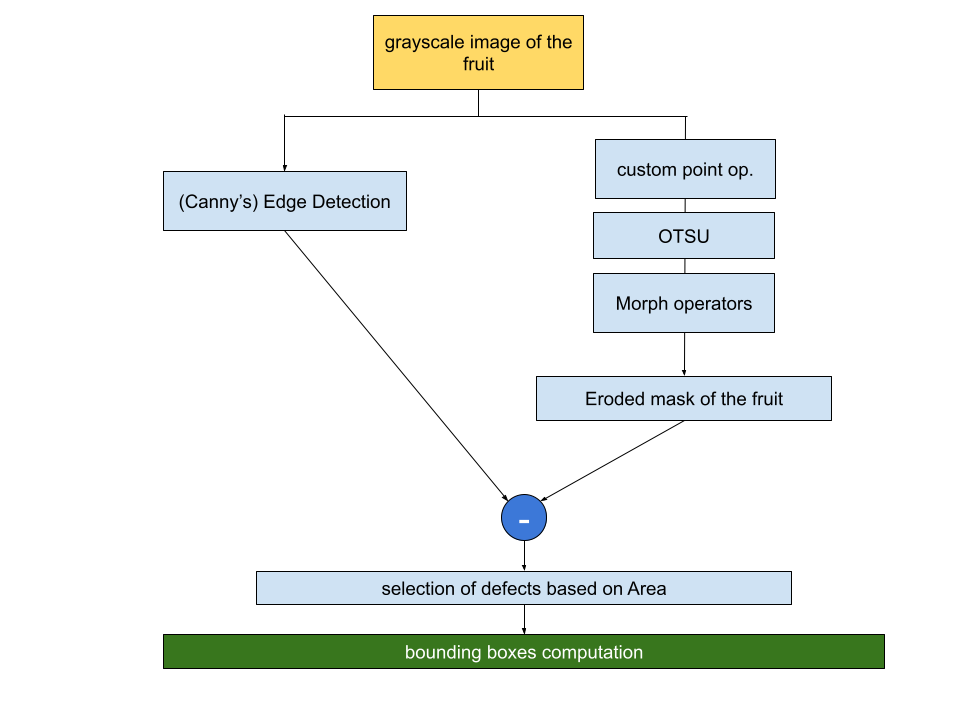 grayscale image of the
fruit
(Canny's) Edge Detection
custom point op.
OTSU
Morph operators
Eroded mask of the fruit
-
selection of defects based on Area
bounding boxes computation